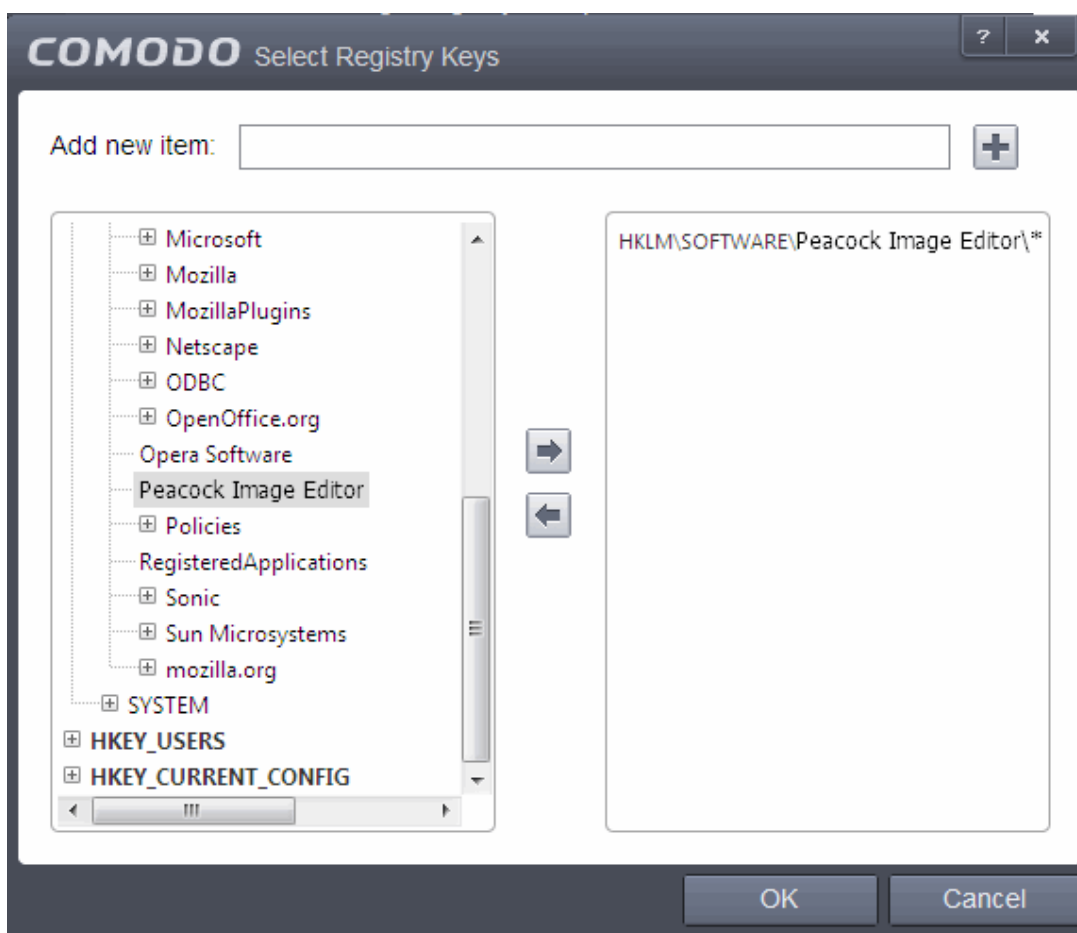 COMODO Select Registry Keys
? x
Add new item:
Microsoft
Mozilla
MozillaPlugins
Netscape
ODBC
OpenOffice.org
Opera Software
Peacock Image Editor
Policies
RegisteredApplications
Sonic
Sun Microsystems
mozilla.org
SYSTEM
HKEY_USERS
HKEY_CURRENT_CONFIG
HKLM\SOFTWARE\Peacock Image Editor\*
OK
Cancel